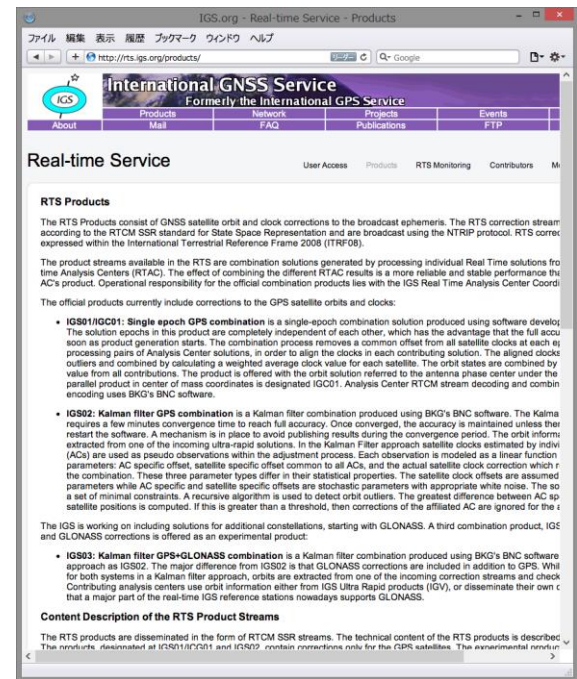 IGS.org - Real-time Service - Products
ファイル 編集 表示 履歴 ブックマーク ウィンドウ ヘルプ
http://rts.igs.org/products/ リーダー Google
International GNSS Service
IGS Formerly the International GPS Service
Products Network Projects Events
About Mail FAQ Publications FTP
Real-time Service User Access Products RTS Monitoring Contributors
RTS Products
The RTS Products consist of GNSS satellite orbit and clock corrections to the broadcast ephemeris. The RTS correction stream
according to the RTCM SSR standard for State Space Representation and are broadcast using the NTRIP protocol. RTS correc
expressed within the International Terrestrial Reference Frame 2008 (ITRF08).
The product streams available in the RTS are combination solutions generated by processing individual Real Time solutions fro
time Analysis Centers (RTAC). The effect of combining the different RTAC results is a more reliable and stable performance tha
AC's product. Operational responsibility for the official combination products lies with the IGS Real Time Analysis Center Coordi
The official products currently include corrections to the GPS satellite orbits and clocks:
• IGS01/IGC01: Single epoch GPS combination is a single-epoch combination solution produced using software develop
The solution epochs in this product are completely independent of each other, which has the advantage that the full accu
soon as product generation starts. The combination process removes a common offset from all satellite clocks at each ep
processing pairs of Analysis Center solutions, in order to align the clocks in each contributing solution. The aligned clocks
outliers and combined by calculating a weighted average clock value for each satellite. The orbit states are combined by
value from all contributions. The product is offered with the orbit solution referred to the antenna phase center under the
parallel product in center of mass coordinates is designated IGC01. Analysis Center RTCM stream decoding and combin
encoding uses BKG's BNC software.
• IGS02: Kalman filter GPS combination is a Kalman filter combination produced using BKG's BNC software. The Kalma
requires a few minutes convergence time to reach full accuracy. Once converged, the accuracy is maintained unless ther
restart the software. A mechanism is in place to avoid publishing results during the convergence period. The orbit informa
extracted from one of the incoming ultra-rapid solutions. In the Kalman Filter approach satellite clocks estimated by indivi
(ACs) are used as pseudo observations within the adjustment process. Each observation is modeled as a linear function
parameters: AC specific offset, satellite specific offset common to all ACs, and the actual satellite clock correction which r
the combination. These three parameter types differ in their statistical properties. The satellite clock offsets are assumed
parameters while AC specific and satellite specific offsets are stochastic parameters with appropriate white noise. The so
a set of minimal constraints. A recursive algorithm is used to detect orbit outliers. The greatest difference between AC sp
satellite positions is computed. If this is greater than a threshold, then corrections of the affiliated AC are ignored for the a
The IGS is working on including solutions for additional constellations, starting with GLONASS. A third combination product, IGS
and GLONASS corrections is offered as an experimental product:
• IGS03: Kalman filter GPS+GLONASS combination is a Kalman filter combination produced using BKG's BNC software
approach as IGS02. The major difference from IGS02 is that GLONASS corrections are included in addition to GPS. Whil
for both systems in a Kalman filter approach, orbits are extracted from one of the incoming correction streams and check
Contributing analysis centers use orbit information either from IGS Ultra Rapid products (IGV), or disseminate their own c
that a major part of the real-time IGS reference stations nowadays supports GLONASS.
Content Description of the RTS Product Streams
The RTS products are disseminated in the form of RTCM SSR streams. The technical content of the RTS products is described
The products, designated at IGS01/ICG01 and IGS02, contain corrections only for the GPS satellites. The experimental produc